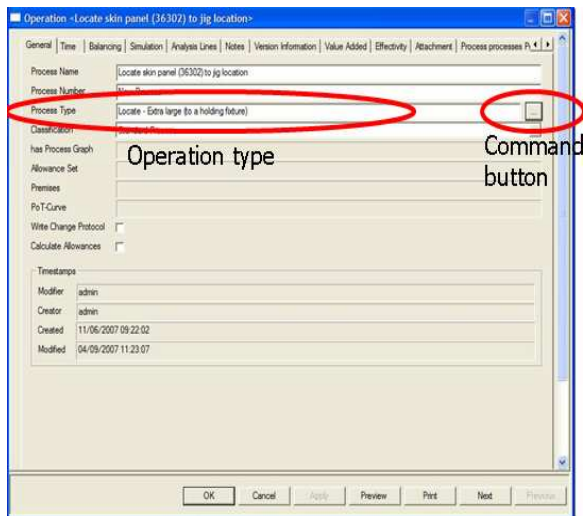 Operation <Locate skin panel (36302) to jig location>
General Time Balancing Simulation Analysis Lines Notes Version Information Value Added Effectivity Attachment Process processes
Process Name Locate skin panel (36302) to jig location
Process Number
Process Type Locate - Extra large (to a holding fixture) ...
Classification
has Process Graph
Operation type
Command
button
Allowance Set
Premises
PoT-Curve
Write Change Protocol
Calculate Allowances
Timestamps
Modifier admin
Creator admin
Created 11/06/2007 09:22:02
Modified 04/09/2007 11:23:07
OK Cancel Apply Preview Print Next Previous